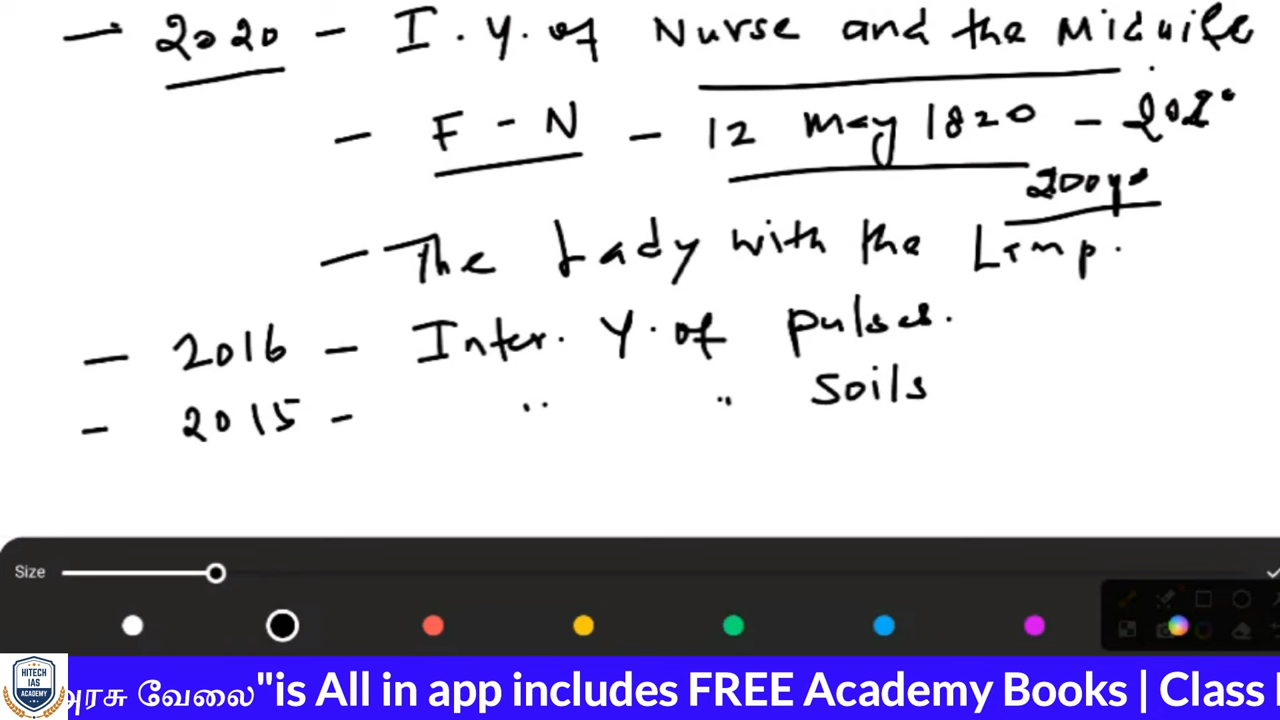 — 2020 — I. Y. of Nurse and the Midwife
— F - N — 12 May 1820 — 2020
200 y
— The Lady with the Lamp.
— 2016 — Inter. Y. of pulses.
- 2015 - " " Soils
Size
HITECH
IAS
ACADEMY
அரசு வேலை"is All in app includes FREE Academy Books | Class